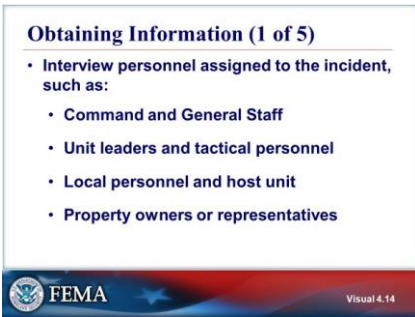 Obtaining Information (1 of 5)
• Interview personnel assigned to the incident,
such as:
• Command and General Staff
• Unit leaders and tactical personnel
• Local personnel and host unit
• Property owners or representatives
FEMA
Visual 4.14